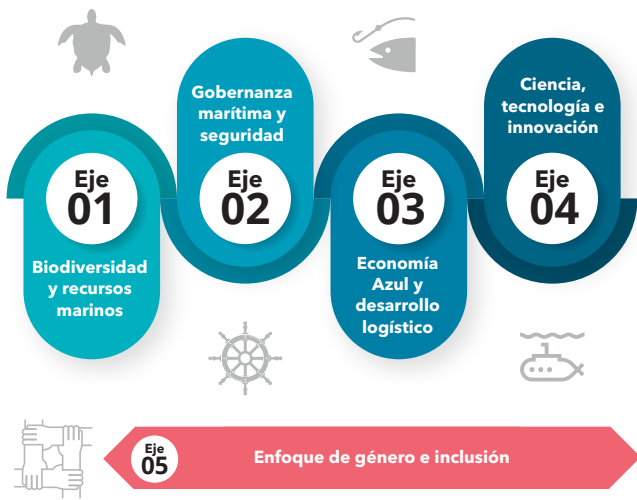 Eje
01
Biodiversidad
y recursos
marinos
Gobernanza
marítima y
seguridad
Eje
02
Eje
03
Economía
Azul y
desarrollo
logístico
Ciencia,
tecnología e
innovación
Eje
04
Eje
05
Enfoque de género e inclusión